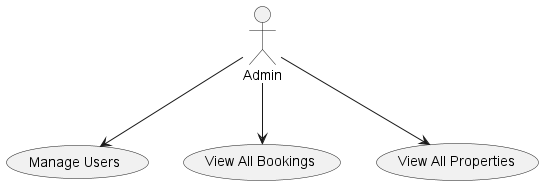 Admin
Manage Users
View All Bookings
View All Properties